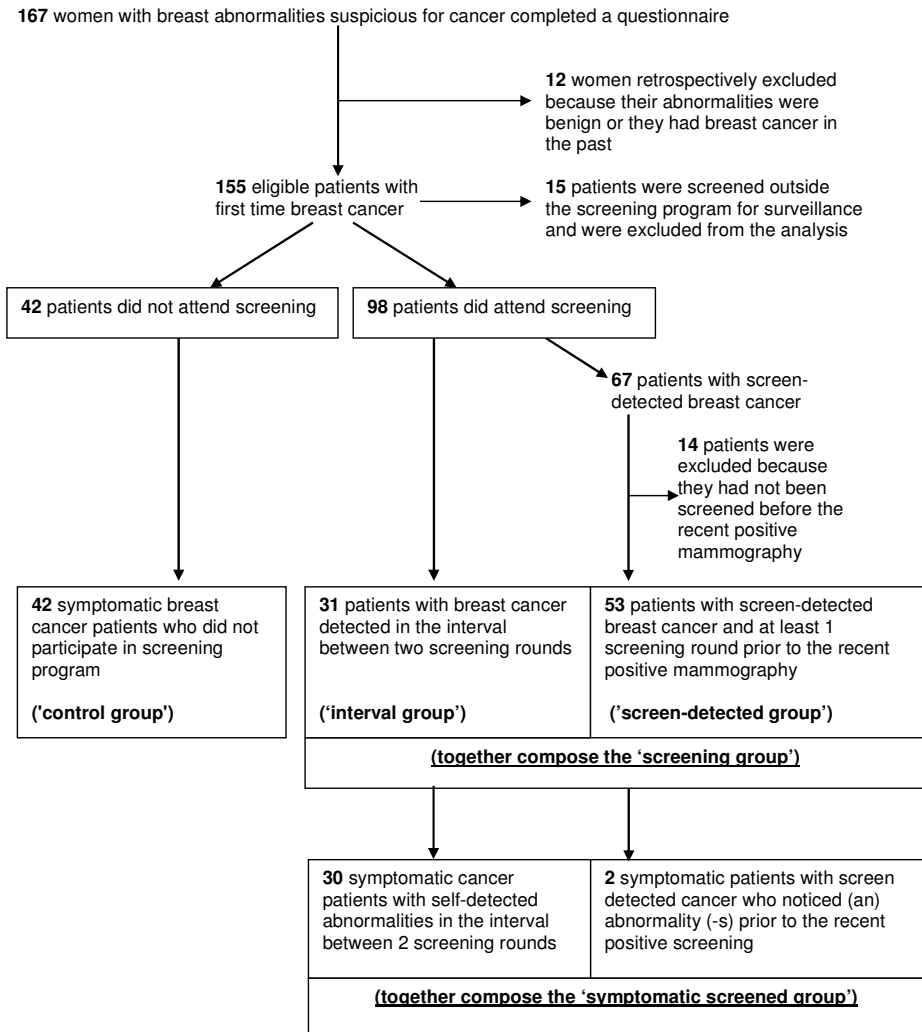 167 women with breast abnormalities suspicious for cancer completed a questionnaire
12 women retrospectively excluded
because their abnormalities were
benign or they had breast cancer in
the past
155 eligible patients with
first time breast cancer
15 patients were screened outside
the screening program for surveillance
and were excluded from the analysis
42 patients did not attend screening
98 patients did attend screening
67 patients with screen-
detected breast cancer
14 patients were
excluded because
they had not been
screened before the
recent positive
mammography
42 symptomatic breast
cancer patients who did not
participate in screening
program
('control group')
31 patients with breast cancer
detected in the interval
between two screening rounds
(‘interval group’)
53 patients with screen-detected
breast cancer and at least 1
screening round prior to the recent
positive mammography
(’screen-detected group’)
(together compose the ‘screening group’)
30 symptomatic cancer
patients with self-detected
abnormalities in the interval
between 2 screening rounds
2 symptomatic patients with screen
detected cancer who noticed (an)
abnormality (-s) prior to the recent
positive screening
(together compose the ‘symptomatic screened group’)